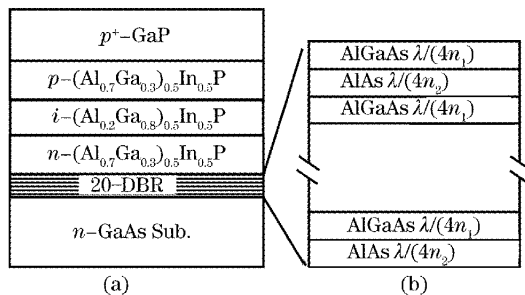 p⁺–GaP
p–(Al₀.₇Ga₀.₃)₀.₅In₀.₅P
i–(Al₀.₂Ga₀.₈)₀.₅In₀.₅P
n–(Al₀.₇Ga₀.₃)₀.₅In₀.₅P
20–DBR
n–GaAs Sub.
(a)
AlGaAs λ/(4n₁)
AlAs λ/(4n₂)
AlGaAs λ/(4n₁)
AlGaAs λ/(4n₁)
AlAs λ/(4n₂)
(b)